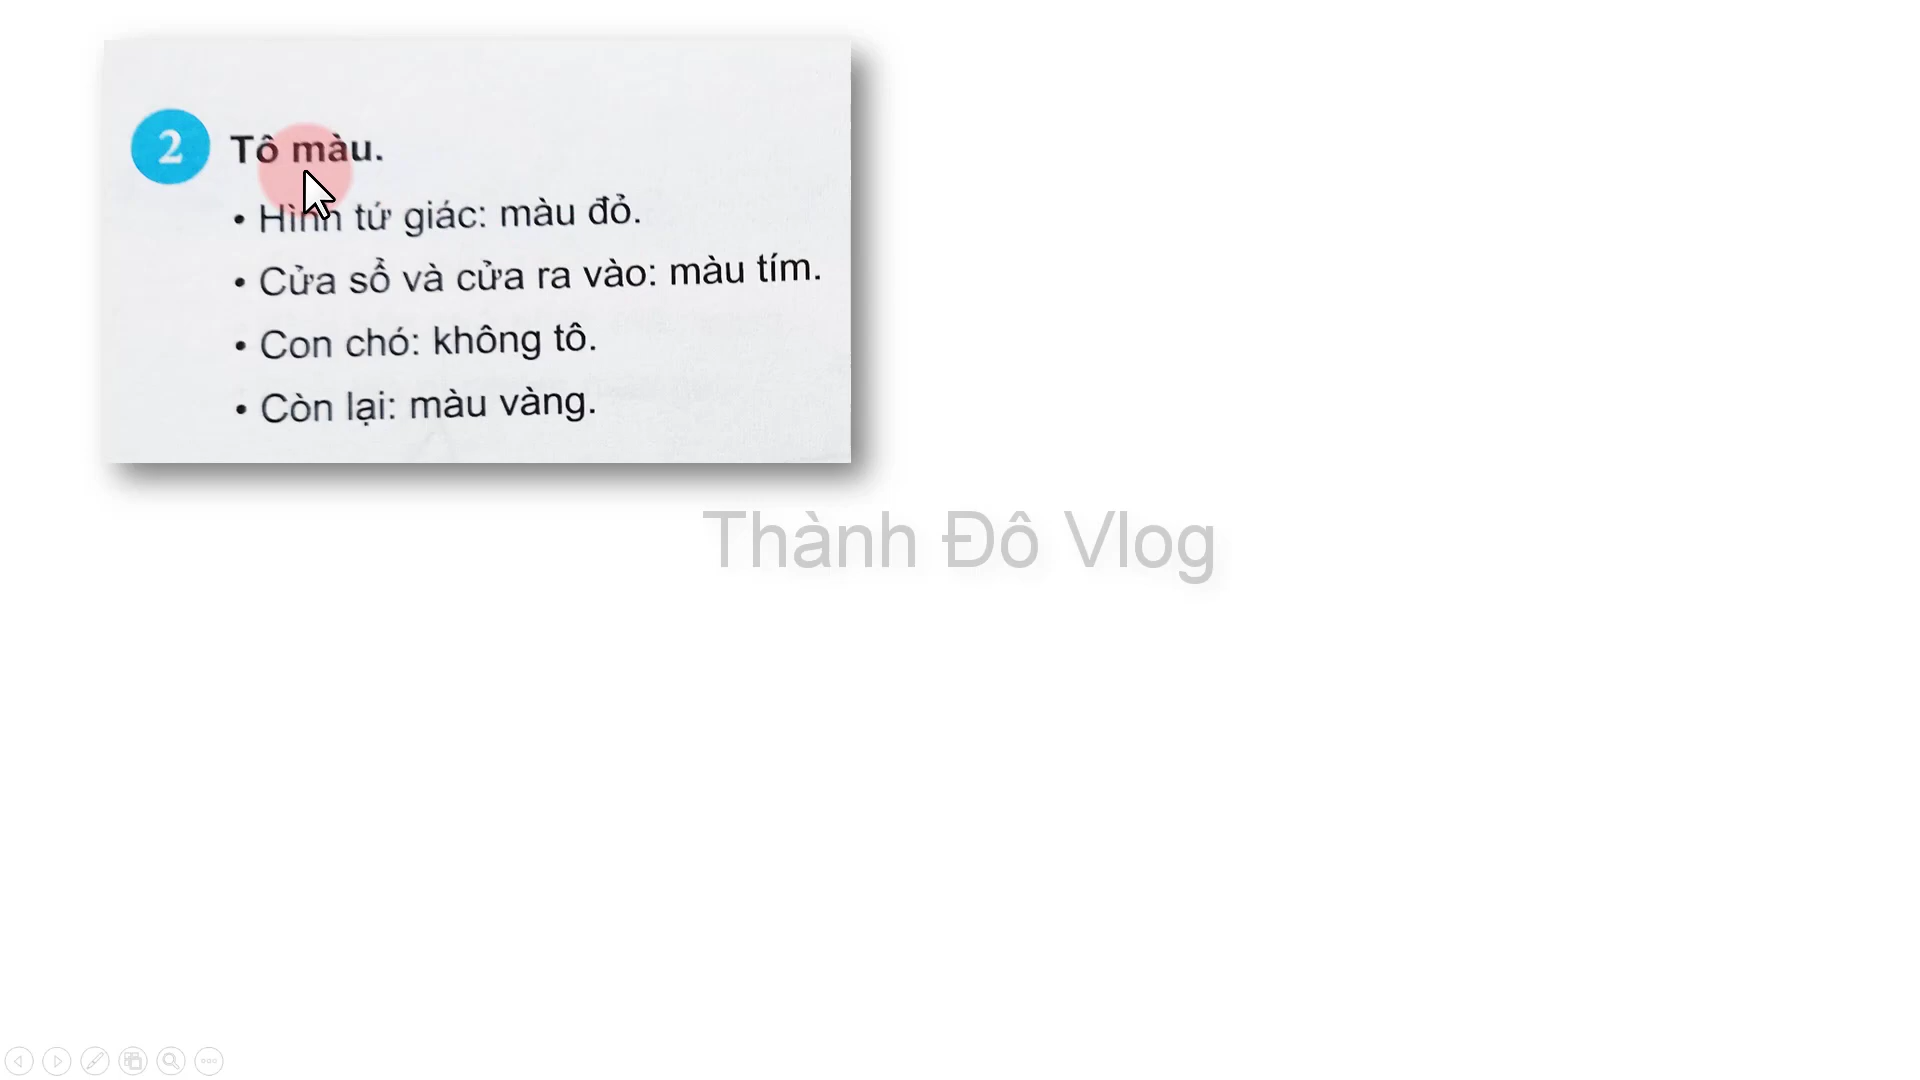 2 Tô màu.
• Hình tứ giác: màu đỏ.
• Cửa sổ và cửa ra vào: màu tím.
• Con chó: không tô.
• Còn lại: màu vàng.
Thành Đô Vlog